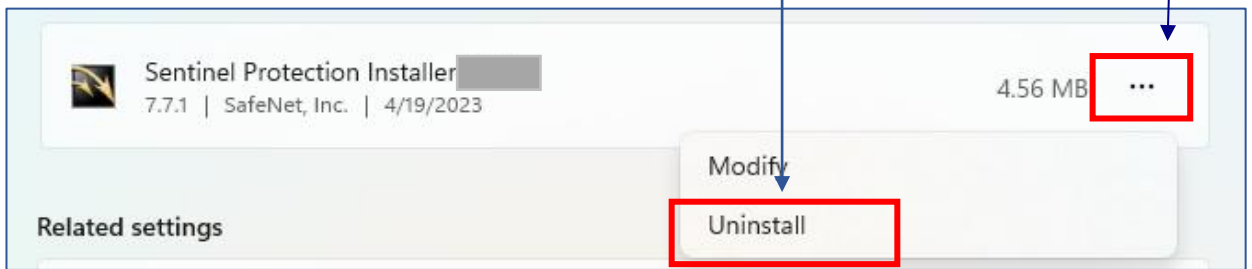 Sentinel Protection Installer
7.7.1 | SafeNet, Inc. | 4/19/2023
4.56 MB ...
Modify
Uninstall
Related settings